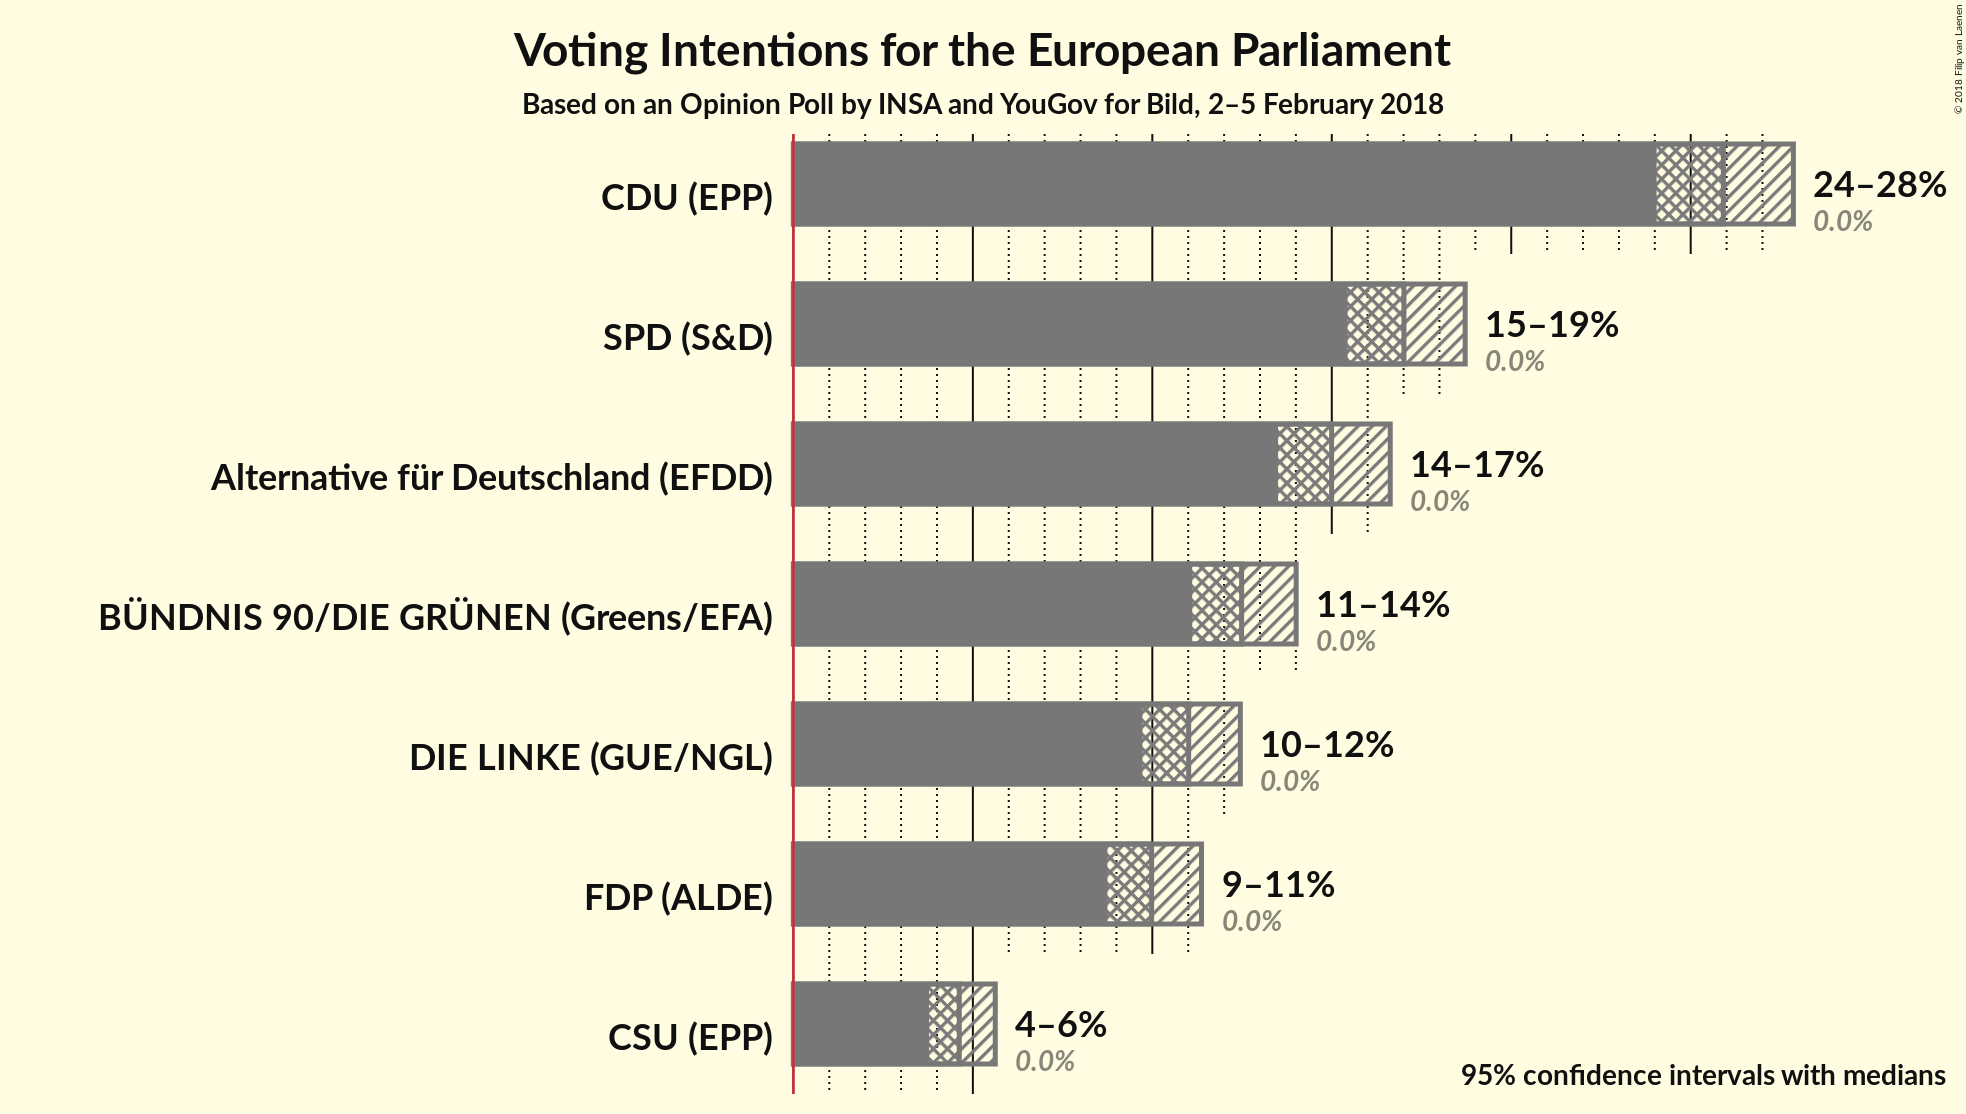 Voting Intentions for the European Parliament
Based on an Opinion Poll by INSA and YouGov for Bild, 2–5 February 2018
© 2018 Filip van Laenen
CDU (EPP)
24–28%
0.0%
SPD (S&D)
15–19%
0.0%
Alternative für Deutschland (EFDD)
14–17%
0.0%
BÜNDNIS 90/DIE GRÜNEN (Greens/EFA)
11–14%
0.0%
DIE LINKE (GUE/NGL)
10–12%
0.0%
FDP (ALDE)
9–11%
0.0%
CSU (EPP)
4–6%
0.0%
95% confidence intervals with medians